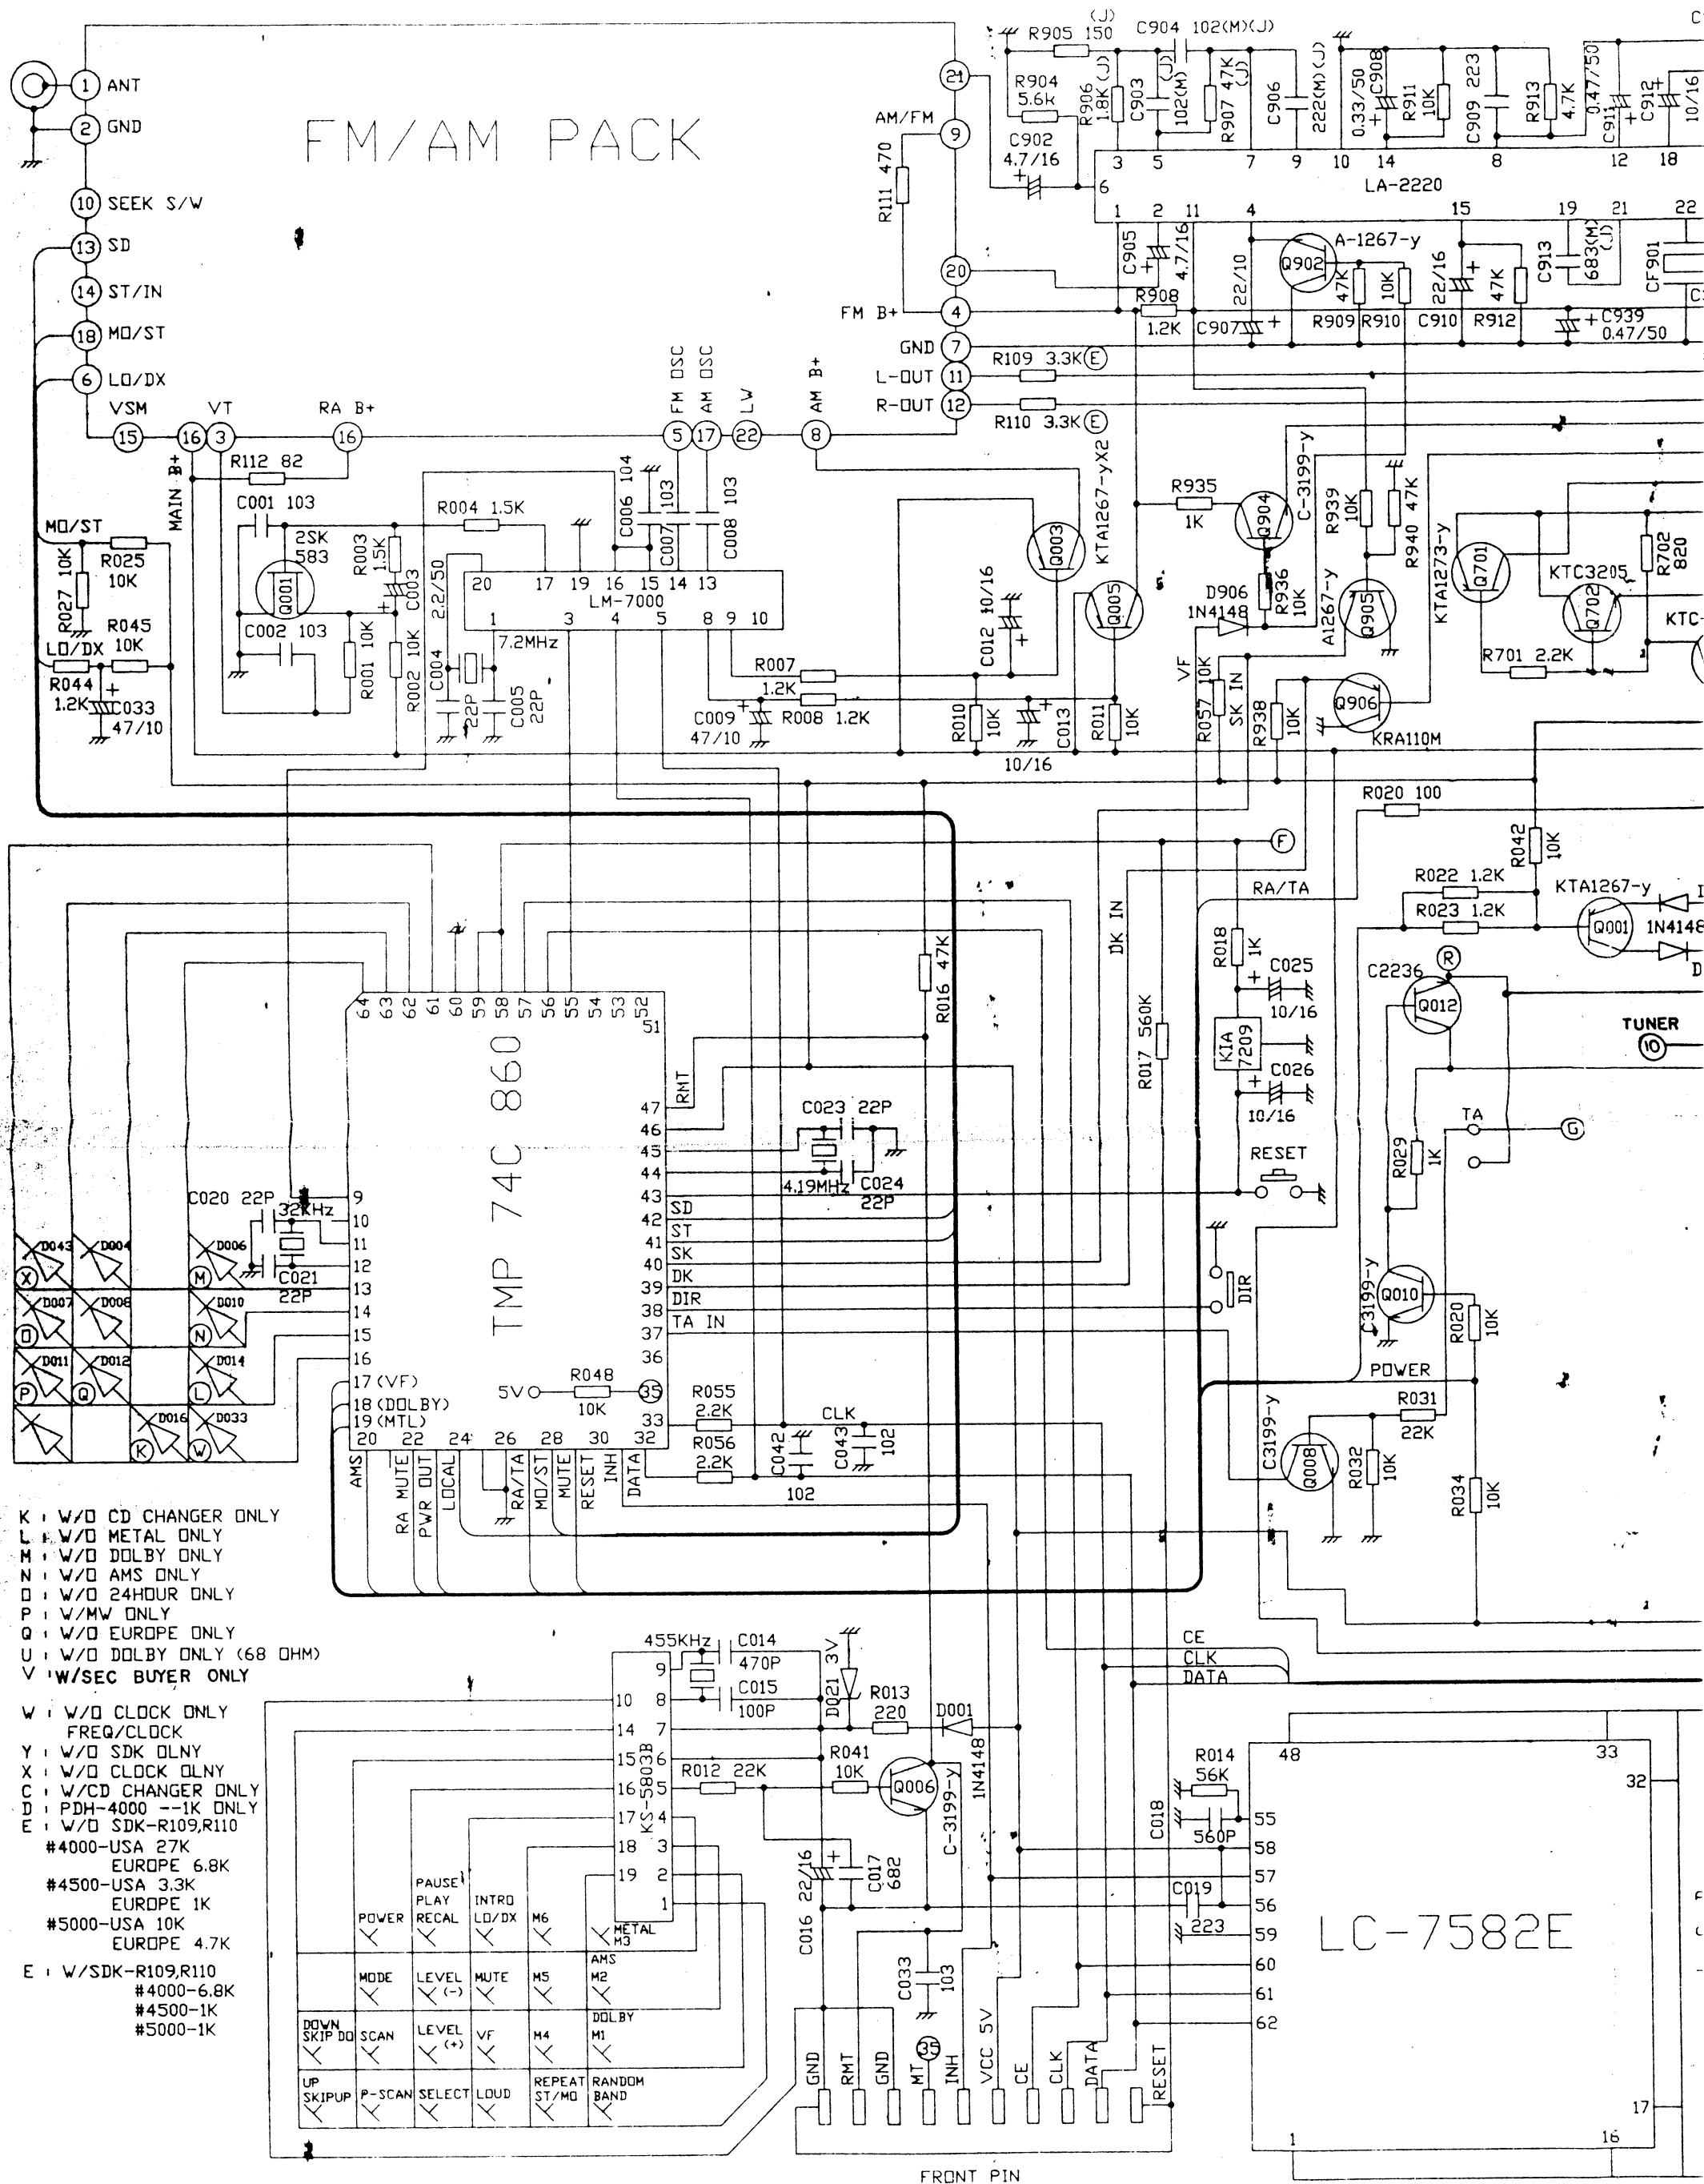 FM/AM PACK
1 ANT
2 GND
10 SEEK S/W
13 SD
14 ST/IN
18 MO/ST
6 LO/DX
VSM
15
16
VT
3
MAIN B+
RA B+
16
FM OSC
5
AM OSC
17
LW
22
AM B+
8
21
AM/FM
9
R111 470
20
FM B+ 4
GND 7
L-OUT 11
R-OUT 12
R109 3.3K E
R110 3.3K E
(J)
R905 150
C904 102(M)(J)
R904
5.6k
C902
4.7/16
R906
1.8K(J)
C903
102(M)
(J)
R907 47K
(J)
C906
222(M)(J)
0.33/50
C908
R911
10K
C909 223
R913
4.7K
0.47/50
C911
C912
10/16
3 5 7 9 10 14 8 12 18
6
LA-2220
1 2 11 4 15 19 21 22
C905
4.7/16
R908
1.2K
22/10
C907
A-1267-y
Q902
47K
R909
10K
R910
22/16
C910
47K
R912
C913
683(M)
(J)
CF901
C939
0.47/50
R112 82
C001 103
2SK
583
Q001
C002 103
R003
1.5K
C003
2.2/50
R001 10K
R002 10K
R004 1.5K
C006 104
C007 103
C008 103
20 17 19 16 15 14 13
LM-7000
1 3 4 5 8 9 10
7.2MHz
C004
22P
C005
22P
R007
1.2K
R008 1.2K
C009
47/10
C012 10/16
R010
10K
C013
10/16
R011
10K
Q003
KTA1267-yX2
Q005
R935
1K
Q904
C-3199-y
D906
1N4148
R936
10K
R939
10K
R940 47K
A1267-y
Q905
KTA1273-y
Q701
KTC3205
Q702
R702
820
R701 2.2K
KTC-
VF
R057 10K
SK IN
R938
10K
Q906
KRA110M
MO/ST
R027 10K
R025
10K
R045
10K
LO/DX
R044
1.2K
C033
47/10
R020 100
R042
10K
F
RA/TA
R022 1.2K
R023 1.2K
KTA1267-y
Q001
1N4148
DK IN
R016 47K
R017 560K
R018
1K
C025
10/16
KIA
7209
C026
10/16
C2236
R
Q012
TUNER
10
TA
G
R029
1K
RESET
DIR
C3199-y
Q010
R020
10K
POWER
R031
22K
C3199-y
Q008
R032
10K
R034
10K
64 63 62 61 60 59 58 57 56 55 54 53 52
51
TMP 74C 860
47 RMT
46
45
44
43
42 SD
41 ST
40 SK
39 DK
38 DIR
37 TA IN
36
35
33
9
10
11
12
13
14
15
16
17 (VF)
18 (DOLBY)
19 (MTL)
20 22 24 26 28 30 32
AMS
RA MUTE
PWR OUT
LOCAL
RA/TA
MO/ST
MUTE
RESET
INH
DATA
5V
R048
10K
R055
2.2K
R056
2.2K
CLK
C042
102
C043
102
C023 22P
4.19MHz
C024
22P
C020 22P
32KHz
C021
22P
D043
X
D004
D006
M
D007
O
D008
D010
N
D011
P
D012
Q
D014
L
D016
K
D033
W
K : W/O CD CHANGER ONLY
L : W/O METAL ONLY
M : W/O DOLBY ONLY
N : W/O AMS ONLY
O : W/O 24HOUR ONLY
P : W/MW ONLY
Q : W/O EUROPE ONLY
U : W/O DOLBY ONLY (68 OHM)
V : W/SEC BUYER ONLY
W : W/O CLOCK ONLY
FREQ/CLOCK
Y : W/O SDK OLNY
X : W/O CLOCK OLNY
C : W/CD CHANGER ONLY
D : PDH-4000 --1K ONLY
E : W/O SDK-R109,R110
#4000-USA 27K
EUROPE 6.8K
#4500-USA 3.3K
EUROPE 1K
#5000-USA 10K
EUROPE 4.7K
E : W/SDK-R109,R110
#4000-6.8K
#4500-1K
#5000-1K
455KHz
C014
470P
C015
100P
D021 3V
R013
220
D001
1N4148
R012 22K
R041
10K
Q006
C-3199-y
KS-5803B
10
14
15
16
17
18
19
9
8
7
6
5
4
3
2
1
C016 22/16
C017
682
C033
103
CE
CLK
DATA
POWER
PAUSE
PLAY
RECAL
INTRO
LO/DX
M6
METAL
M3
MODE
LEVEL
(-)
MUTE
M5
AMS
M2
DOWN
SKIP DO
SCAN
LEVEL
(+)
VF
M4
DOLBY
M1
UP
SKIPUP
P-SCAN
SELECT
LOUD
REPEAT
ST/MO
RANDOM
BAND
GND
RMT
GND
MT
35
INH
VCC 5V
CE
CLK
DATA
RESET
FRONT PIN
R014
56K
C018
560P
C019
223
LC-7582E
48
33
32
55
58
57
56
59
60
61
62
17
1
16